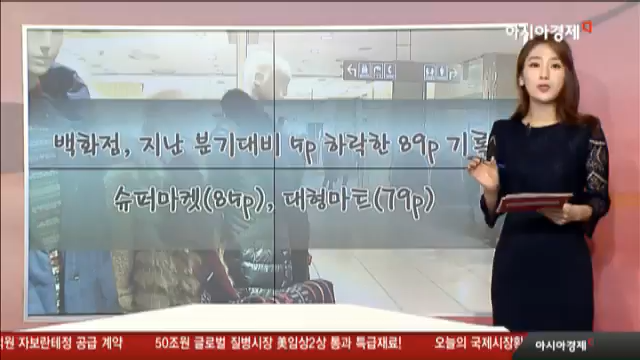 아시아경제
백화점, 지난 분기대비 4p 하락한 89p 기록
슈퍼마켓(84p), 대형마트(79p)
억원 자보란테정 공급 계약 50조원 글로벌 질병시장 美임상2상 통과 특급재료! 오늘의 국제시장
아시아경제